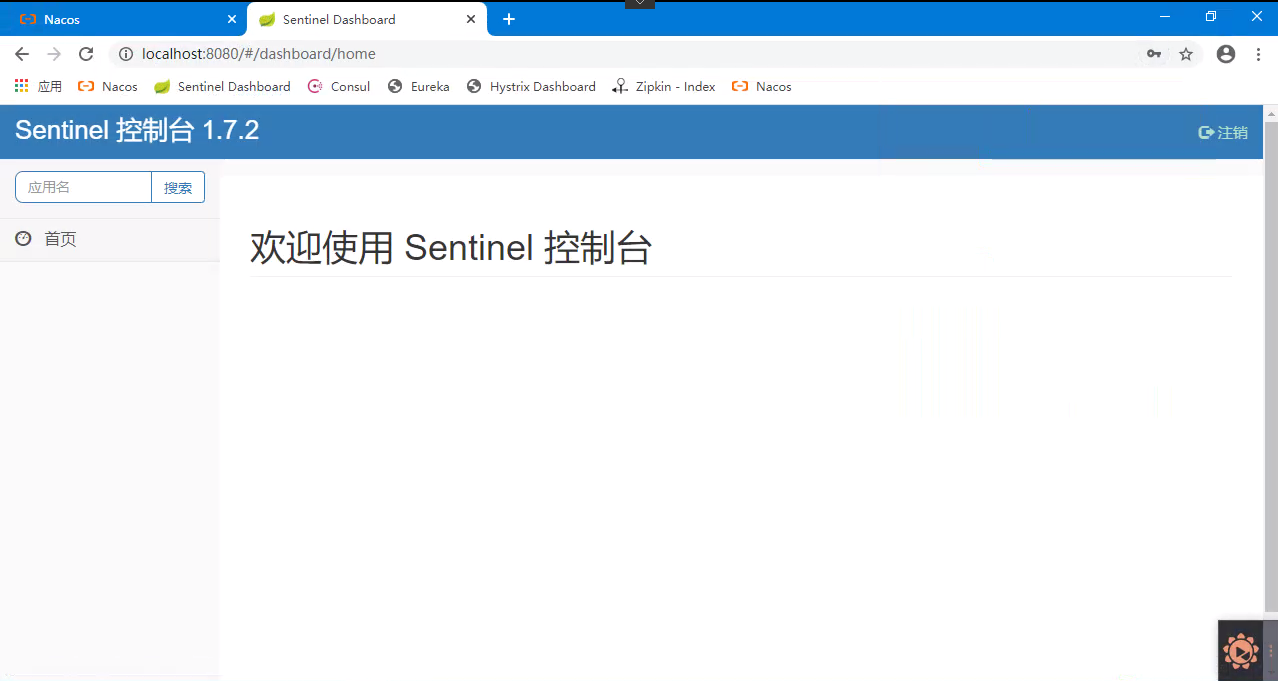 Nacos
Sentinel Dashboard
localhost:8080/#/dashboard/home
应用 Nacos Sentinel Dashboard Consul Eureka Hystrix Dashboard Zipkin - Index Nacos
Sentinel 控制台 1.7.2
注销
应用名 搜索
首页
欢迎使用 Sentinel 控制台